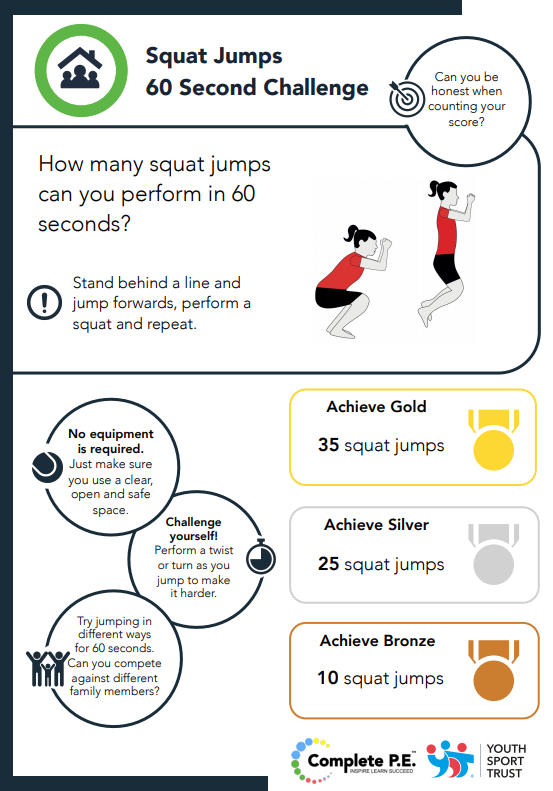 Squat Jumps
60 Second Challenge
Can you be
honest when
counting your
score?
How many squat jumps
can you perform in 60
seconds?
Stand behind a line and
jump forwards, perform a
squat and repeat.
No equipment
is required.
Just make sure
you use a clear,
open and safe
space.
Challenge
yourself!
Perform a twist
or turn as you
jump to make
it harder.
Try jumping in
different ways
for 60 seconds.
Can you compete
against different
family members?
Achieve Gold
35 squat jumps
Achieve Silver
25 squat jumps
Achieve Bronze
10 squat jumps
Complete P.E.™
INSPIRE LEARN SUCCEED
YOUTH
SPORT
TRUST